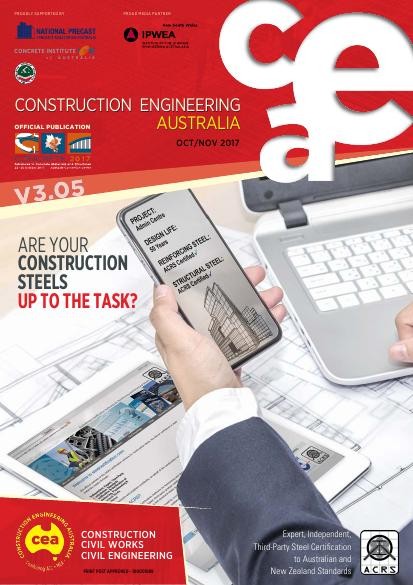 PROUDLY SUPPORTED BY
PROUD MEDIA PARTNER
NATIONAL PRECAST
CONCRETE INSTITUTE
of AUSTRALIA
IPWEA
cea
CONSTRUCTION ENGINEERING
AUSTRALIA
OCT/NOV 2017
OFFICIAL PUBLICATION
2017
V3.05
ARE YOUR
CONSTRUCTION
STEELS
UP TO THE TASK?
PROJECT:
Admin Centre
DESIGN LIFE:
50 Years
REINFORCING STEEL:
ACRS Certified✓
STRUCTURAL STEEL:
ACRS Certified✓
CONSTRUCTION ENGINEERING AUSTRALIA
cea
CONSTRUCTION
CIVIL WORKS
CIVIL ENGINEERING
Expert, Independent,
Third-Party Steel Certification
to Australian and
New Zealand Standards
ACRS